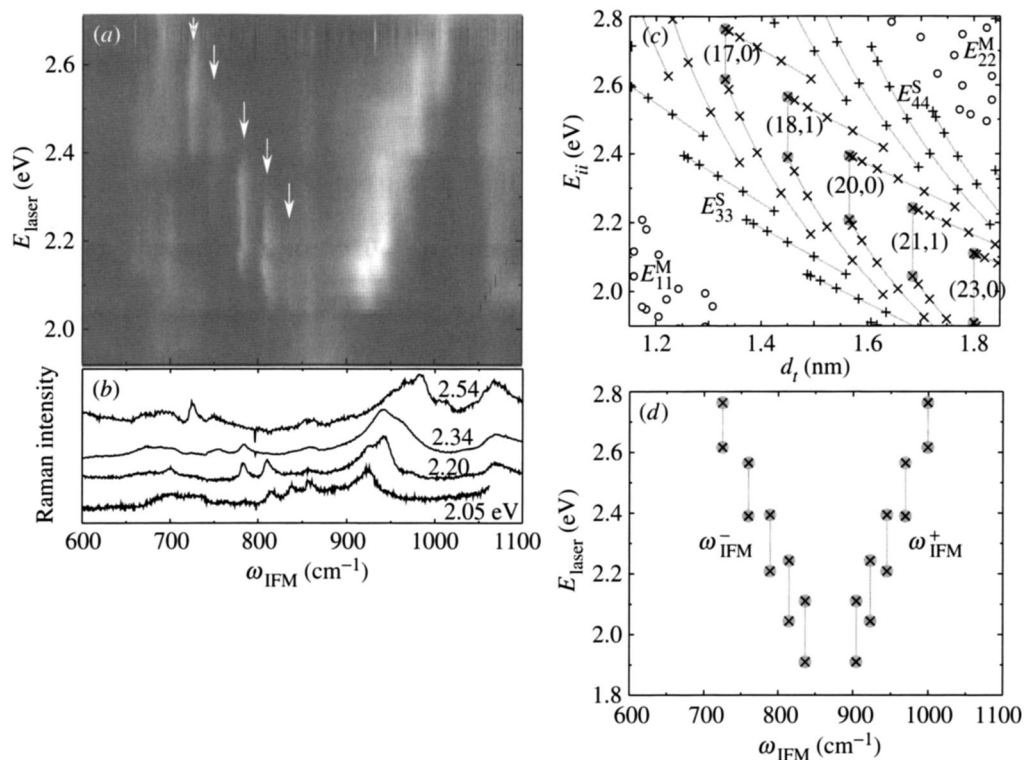 (a)
2.6
2.4
2.2
2.0
E_laser (eV)
(b)
Raman intensity
2.54
2.34
2.20
2.05 eV
600 700 800 900 1000 1100
ω_IFM (cm⁻¹)
(c)
2.8
2.6
2.4
2.2
2.0
E_ii (eV)
(17,0)
(18,1)
(20,0)
(21,1)
(23,0)
E^M_22
E^S_44
E^S_33
E^M_11
1.2 1.4 1.6 1.8
d_t (nm)
(d)
2.8
2.6
2.4
2.2
2.0
1.8
E_laser (eV)
ω⁻_IFM
ω⁺_IFM
600 700 800 900 1000 1100
ω_IFM (cm⁻¹)